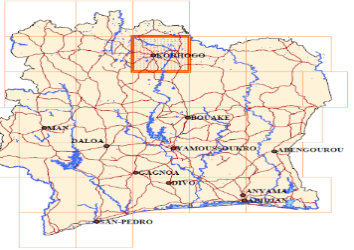 KORHOGO
BOUAKE
MAN
DALOA
YAMOUSSOUKRO
ABENGOUROU
GAGNOA
DIVO
ANYAMA
ABIDJAN
SAN-PEDRO